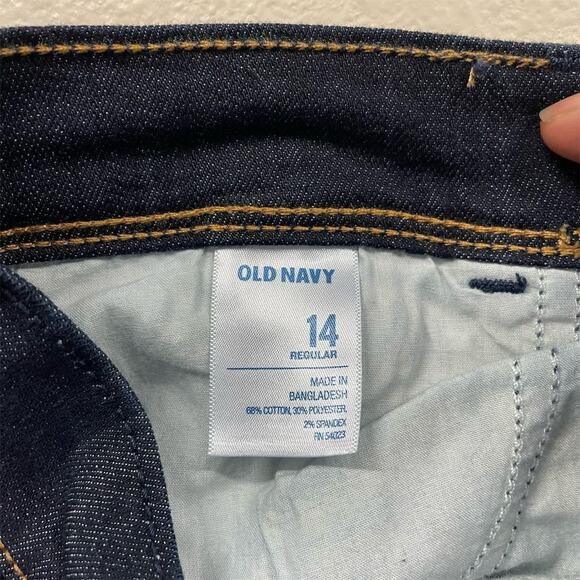 OLD NAVY
14
REGULAR
MADE IN
BANGLADESH
68% COTTON, 30% POLYESTER,
2% SPANDEX
RN 54023